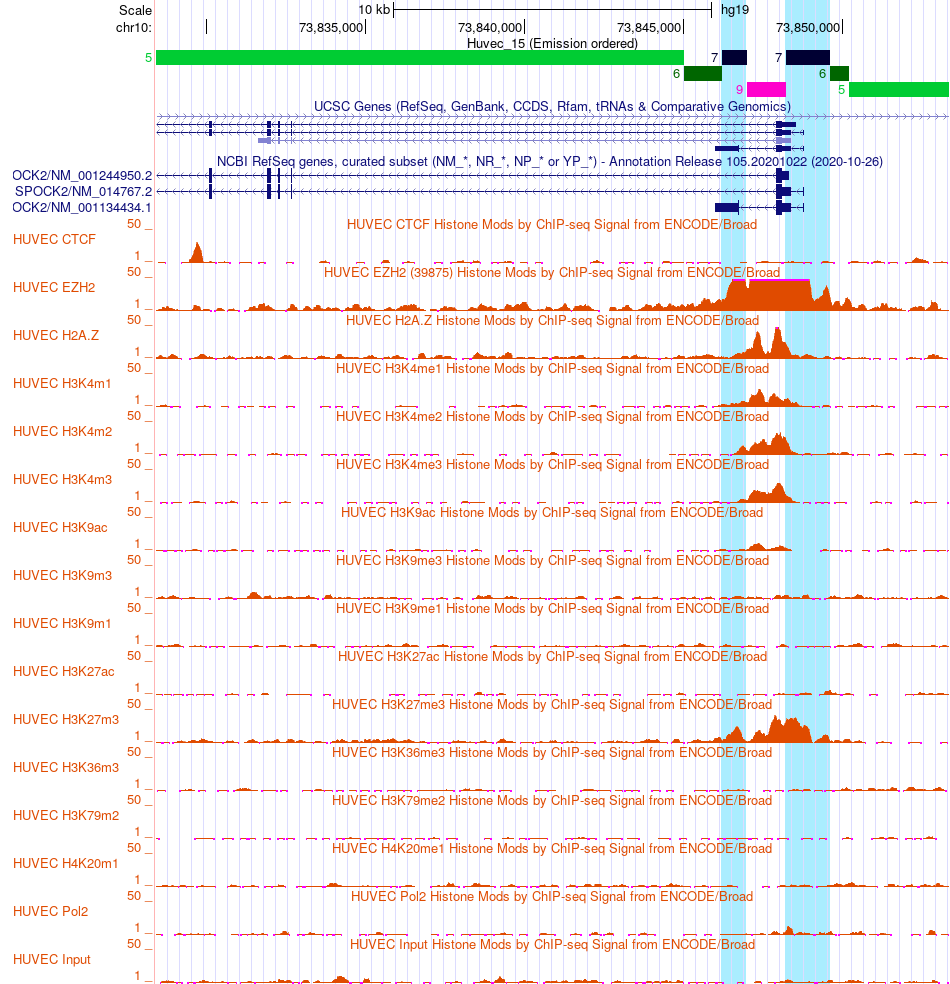 Scale 10 kb hg19
chr10: 73,835,000 73,840,000 73,845,000 73,850,000
Huvec_15 (Emission ordered)
5 7 7
6 6
9 5
UCSC Genes (RefSeq, GenBank, CCDS, Rfam, tRNAs & Comparative Genomics)
NCBI RefSeq genes, curated subset (NM_*, NR_*, NP_* or YP_*) - Annotation Release 105.20201022 (2020-10-26)
OCK2/NM_001244950.2
SPOCK2/NM_014767.2
OCK2/NM_001134434.1
HUVEC CTCF Histone Mods by ChIP-seq Signal from ENCODE/Broad
50 _
HUVEC CTCF
1 _
HUVEC EZH2 (39875) Histone Mods by ChIP-seq Signal from ENCODE/Broad
50 _
HUVEC EZH2
1 _
HUVEC H2A.Z Histone Mods by ChIP-seq Signal from ENCODE/Broad
50 _
HUVEC H2A.Z
1 _
HUVEC H3K4me1 Histone Mods by ChIP-seq Signal from ENCODE/Broad
50 _
HUVEC H3K4m1
1 _
HUVEC H3K4me2 Histone Mods by ChIP-seq Signal from ENCODE/Broad
50 _
HUVEC H3K4m2
1 _
HUVEC H3K4me3 Histone Mods by ChIP-seq Signal from ENCODE/Broad
50 _
HUVEC H3K4m3
1 _
HUVEC H3K9ac Histone Mods by ChIP-seq Signal from ENCODE/Broad
50 _
HUVEC H3K9ac
1 _
HUVEC H3K9me3 Histone Mods by ChIP-seq Signal from ENCODE/Broad
50 _
HUVEC H3K9m3
1 _
HUVEC H3K9me1 Histone Mods by ChIP-seq Signal from ENCODE/Broad
50 _
HUVEC H3K9m1
1 _
HUVEC H3K27ac Histone Mods by ChIP-seq Signal from ENCODE/Broad
50 _
HUVEC H3K27ac
1 _
HUVEC H3K27me3 Histone Mods by ChIP-seq Signal from ENCODE/Broad
50 _
HUVEC H3K27m3
1 _
HUVEC H3K36me3 Histone Mods by ChIP-seq Signal from ENCODE/Broad
50 _
HUVEC H3K36m3
1 _
HUVEC H3K79me2 Histone Mods by ChIP-seq Signal from ENCODE/Broad
50 _
HUVEC H3K79m2
1 _
HUVEC H4K20me1 Histone Mods by ChIP-seq Signal from ENCODE/Broad
50 _
HUVEC H4K20m1
1 _
HUVEC Pol2 Histone Mods by ChIP-seq Signal from ENCODE/Broad
50 _
HUVEC Pol2
1 _
HUVEC Input Histone Mods by ChIP-seq Signal from ENCODE/Broad
50 _
HUVEC Input
1 _